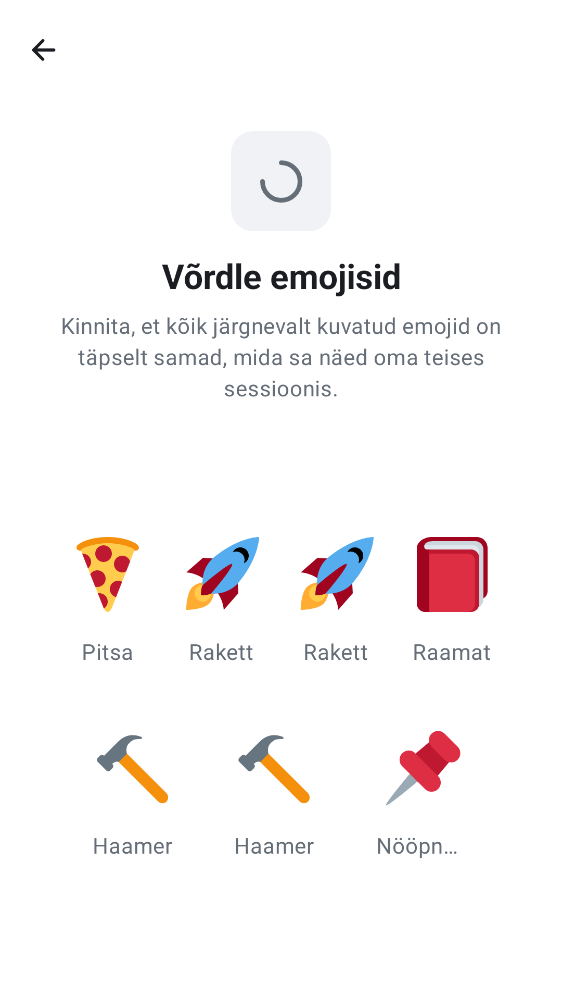 Võrdle emojisid
Kinnita, et kõik järgnevalt kuvatud emojid on
täpselt samad, mida sa näed oma teises
sessioonis.
Pitsa Rakett Rakett Raamat
Haamer Haamer Nööpn…